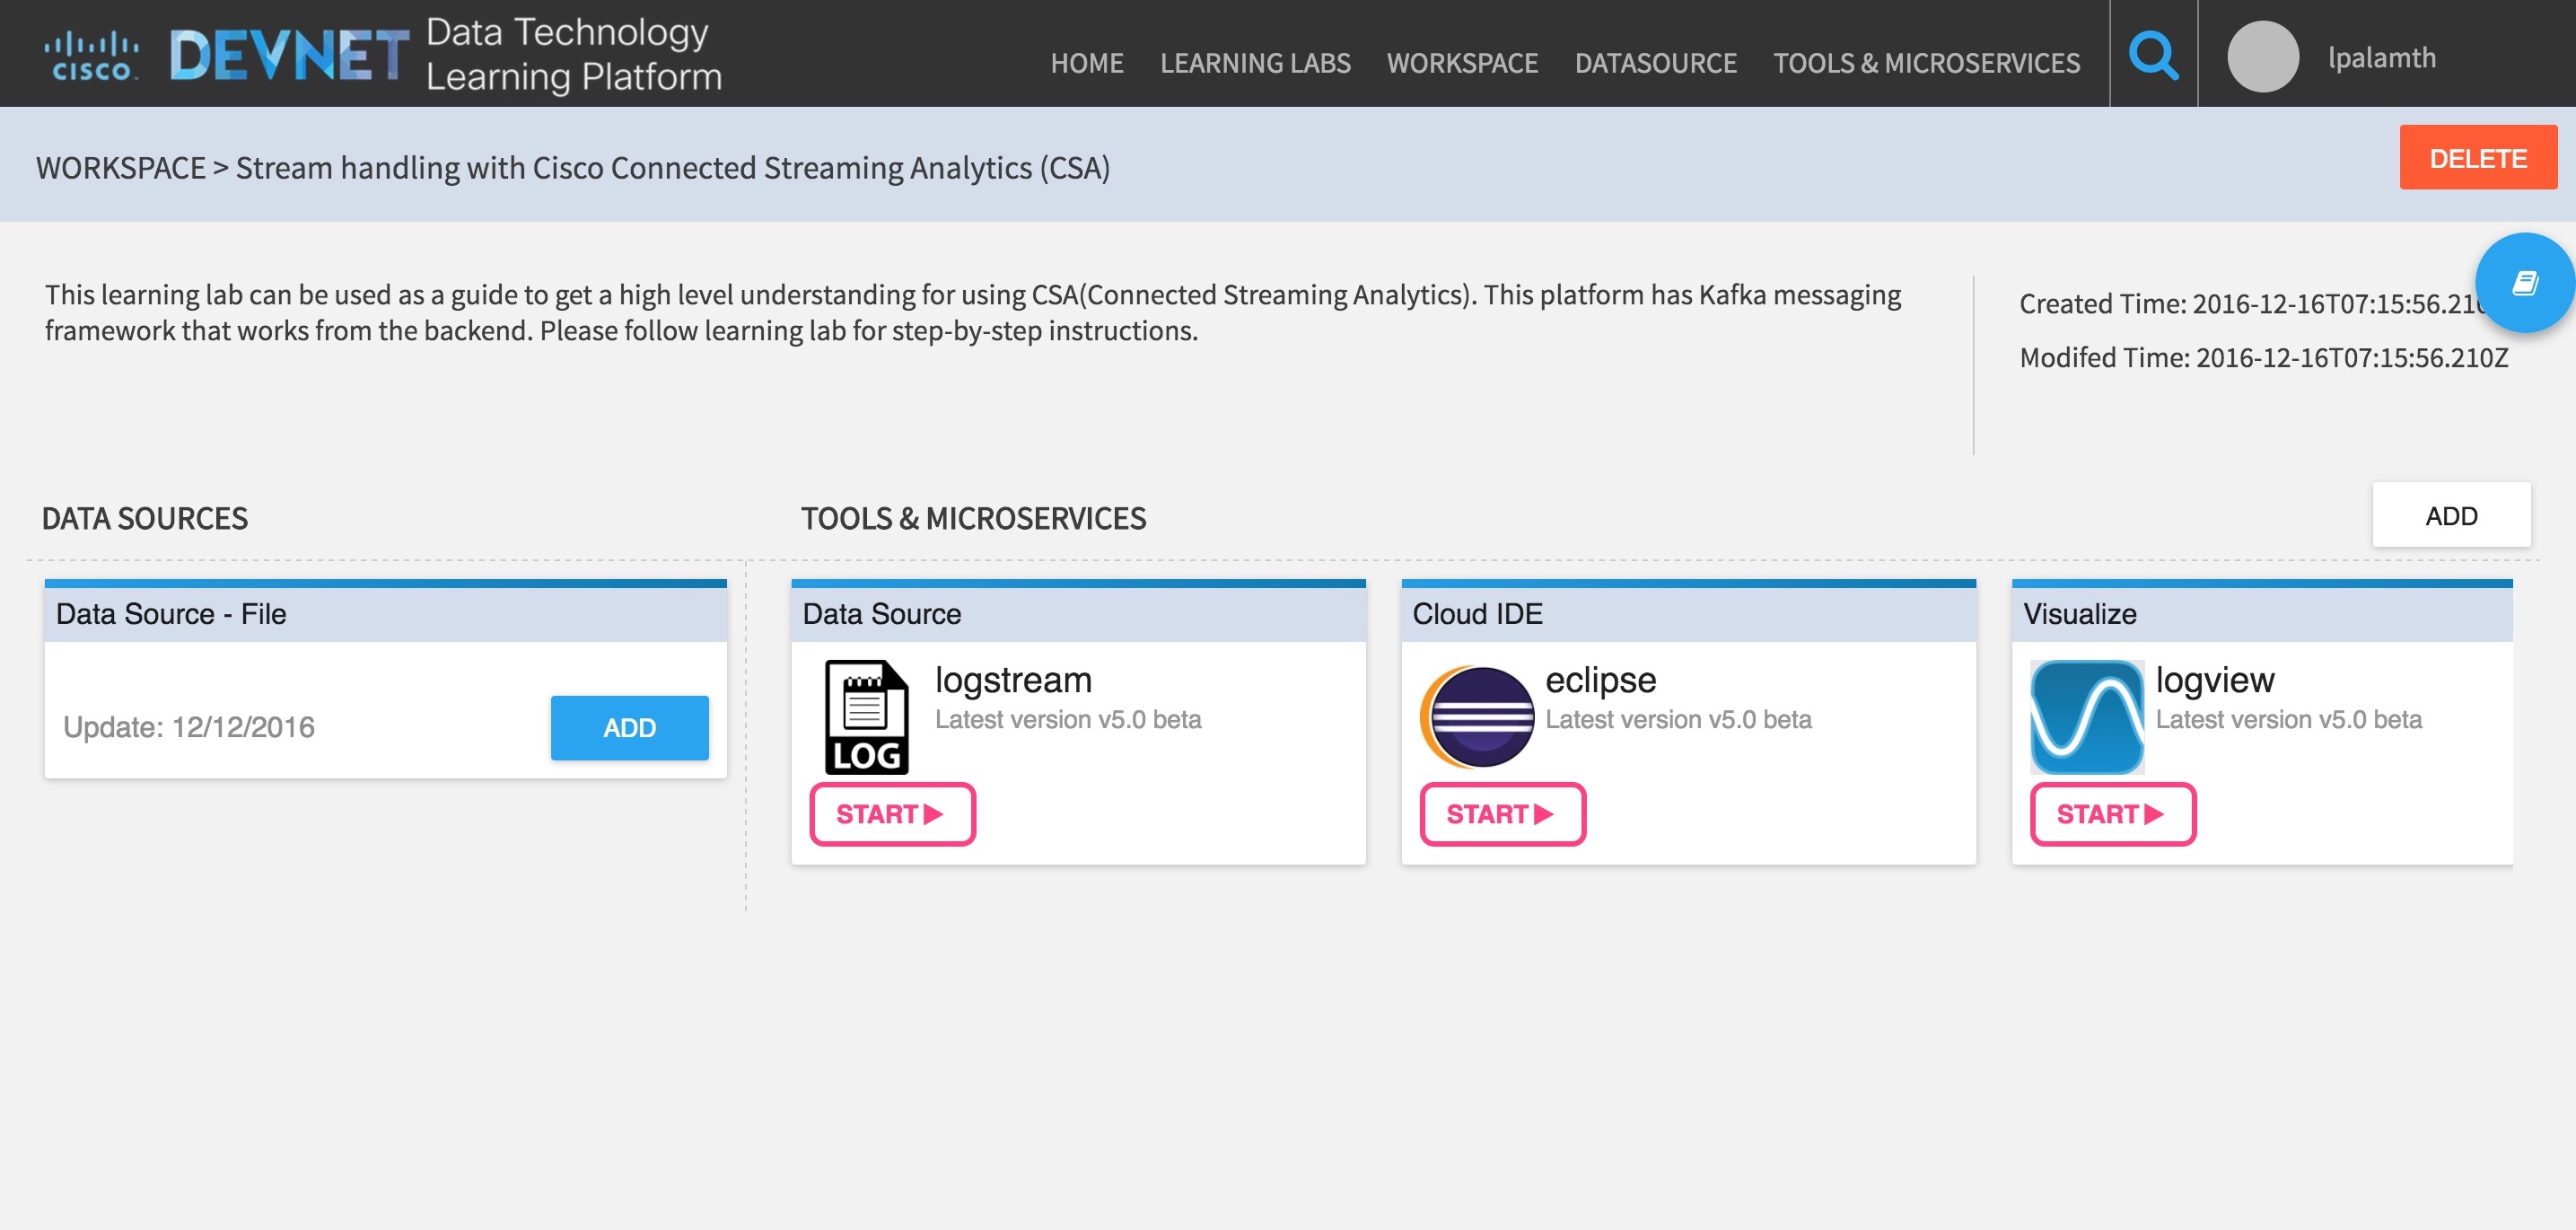 CISCO
DEVNET
Data Technology
Learning Platform
HOME
LEARNING LABS
WORKSPACE
DATASOURCE
TOOLS & MICROSERVICES
lpalamth
WORKSPACE > Stream handling with Cisco Connected Streaming Analytics (CSA)
DELETE
This learning lab can be used as a guide to get a high level understanding for using CSA(Connected Streaming Analytics). This platform has Kafka messaging
framework that works from the backend. Please follow learning lab for step-by-step instructions.
Created Time: 2016-12-16T07:15:56.210
Modifed Time: 2016-12-16T07:15:56.210Z
DATA SOURCES
TOOLS & MICROSERVICES
ADD
Data Source - File
Update: 12/12/2016
ADD
Data Source
LOG
logstream
Latest version v5.0 beta
START
Cloud IDE
eclipse
Latest version v5.0 beta
START
Visualize
logview
Latest version v5.0 beta
START